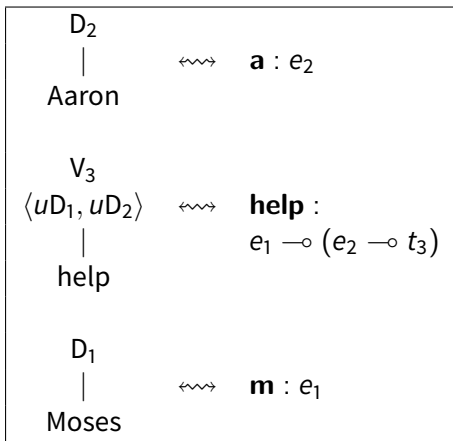 D₂
|
Aaron
↭ a : e₂
V₃
⟨uD₁, uD₂⟩ ↭ help :
| e₁ ⊸ (e₂ ⊸ t₃)
help
D₁
|
Moses
↭ m : e₁